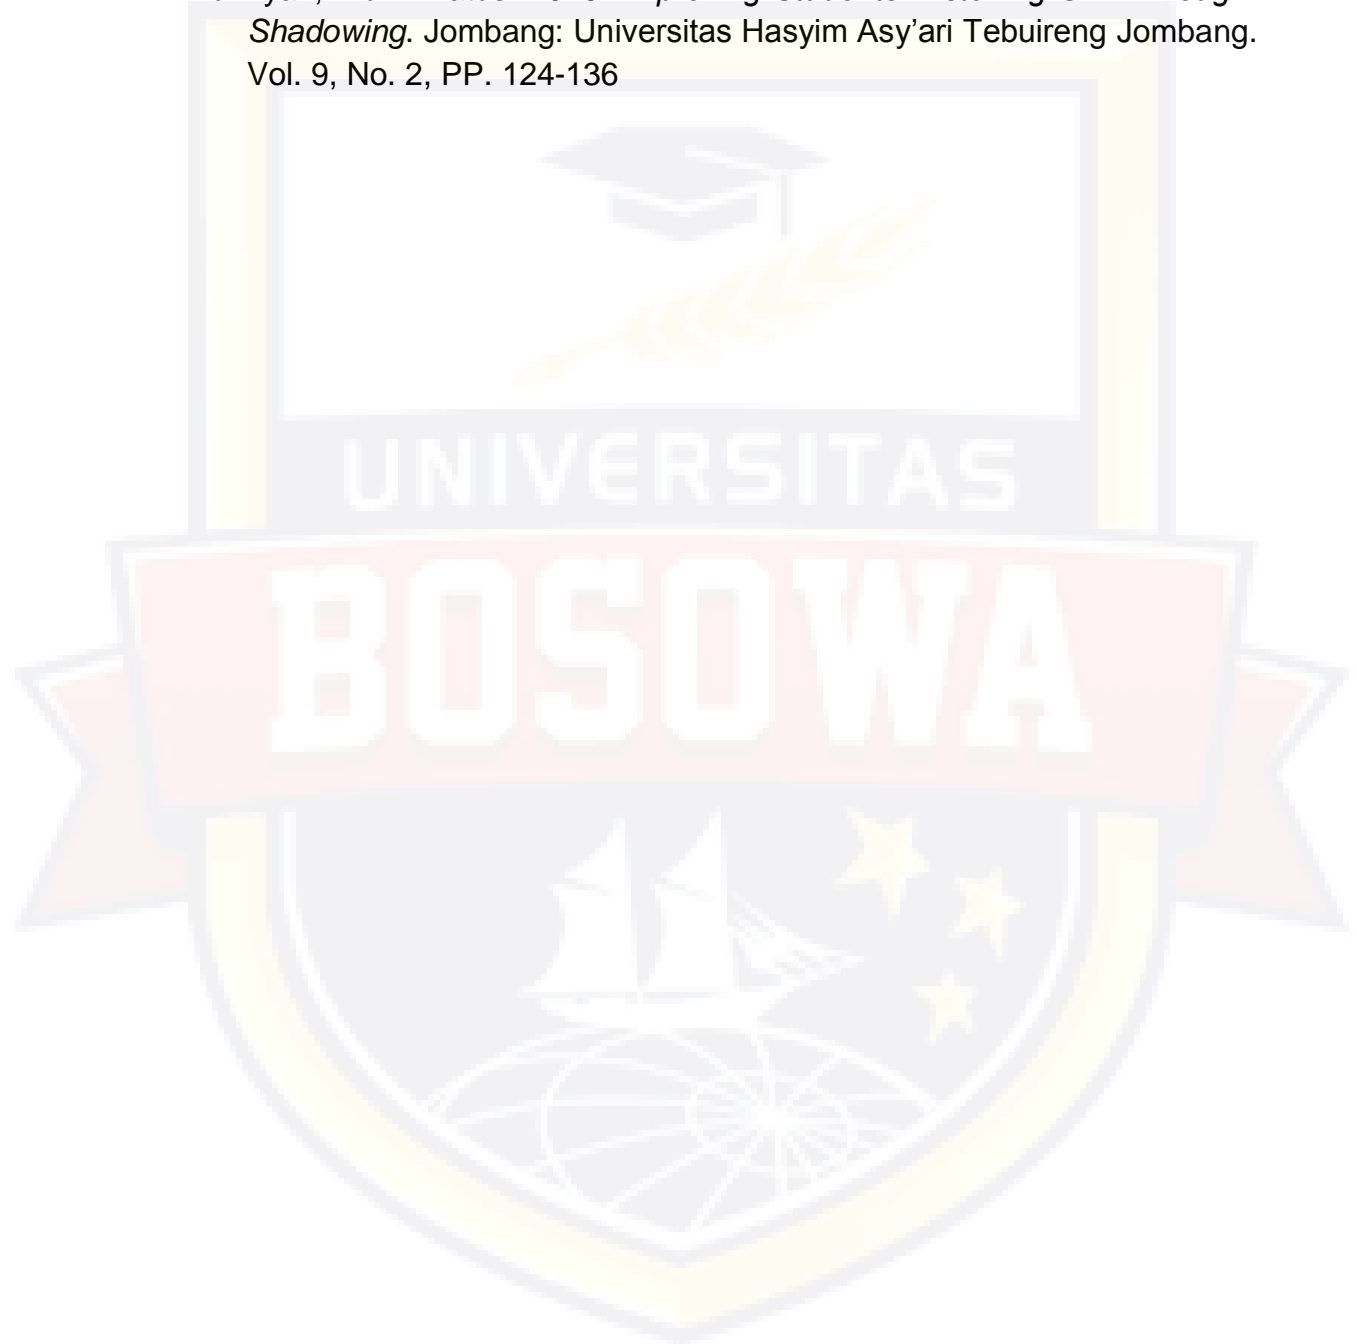 Shadowing. Jombang: Universitas Hasyim Asy’ari Tebuireng Jombang.
Vol. 9, No. 2, PP. 124-136
UNIVERSITAS
BOSOWA